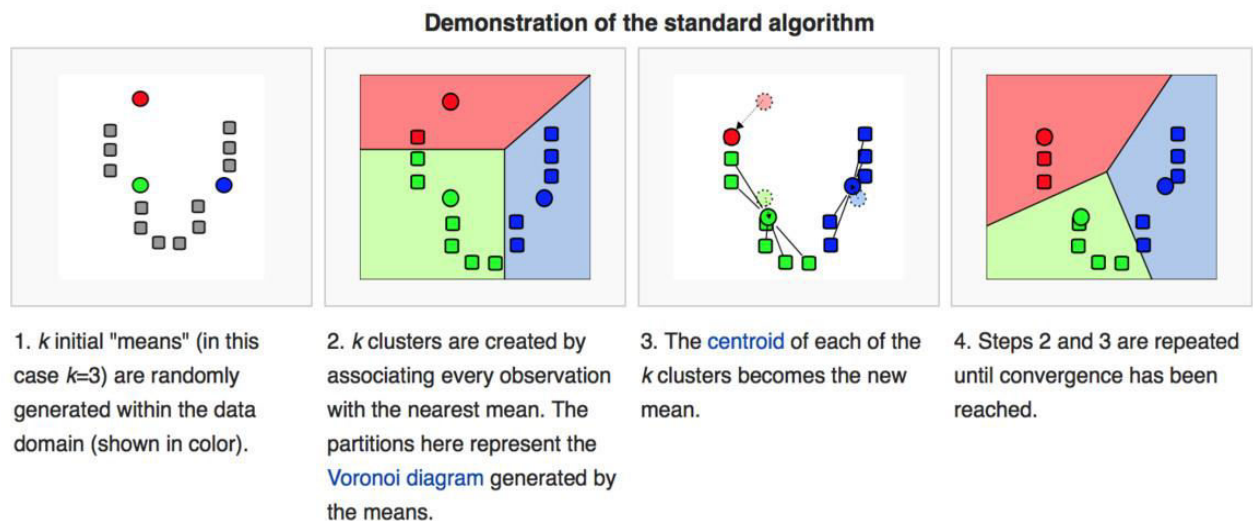 Demonstration of the standard algorithm
1. k initial "means" (in this
case k=3) are randomly
generated within the data
domain (shown in color).
2. k clusters are created by
associating every observation
with the nearest mean. The
partitions here represent the
Voronoi diagram generated by
the means.
3. The centroid of each of the
k clusters becomes the new
mean.
4. Steps 2 and 3 are repeated
until convergence has been
reached.